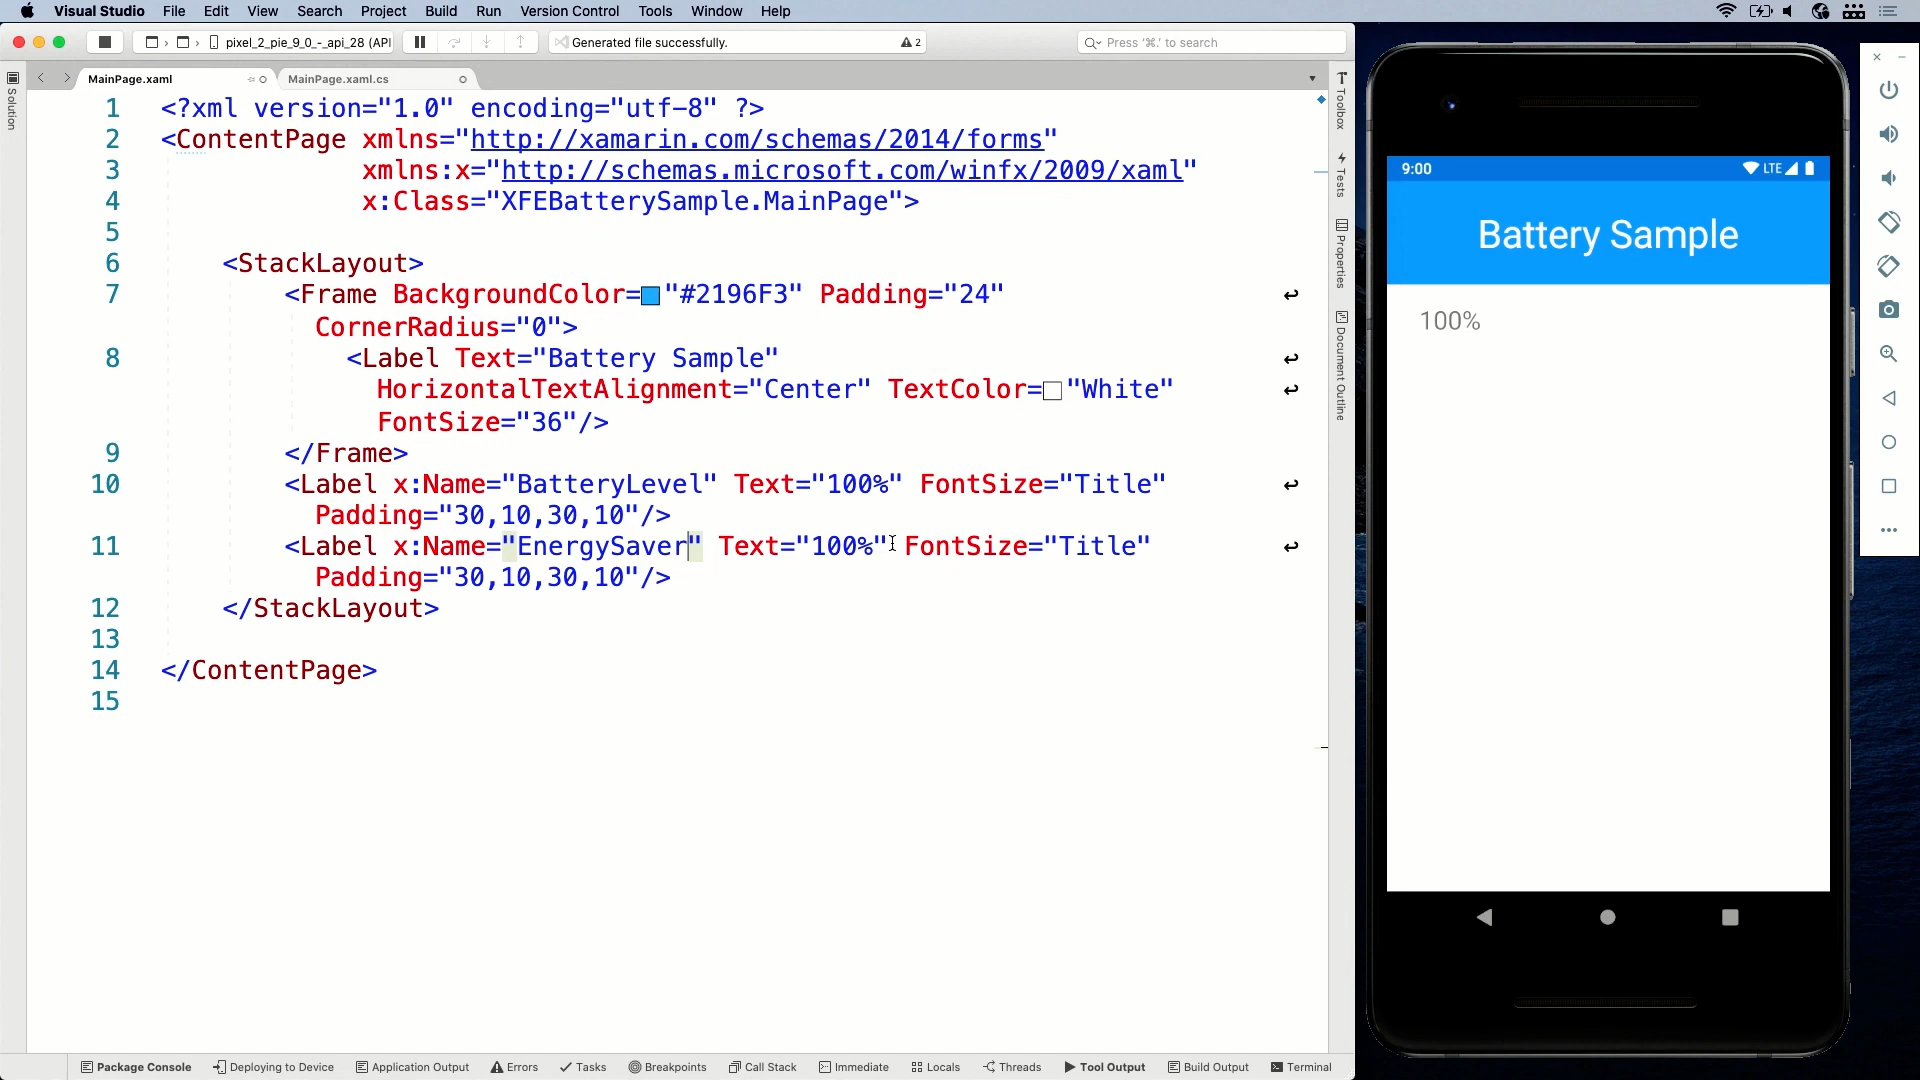 Visual Studio File Edit View Search Project Build Run Version Control Tools Window Help
pixel_2_pie_9_0_-_api_28 (API
Generated file successfully.
2
Press '⌘.' to search
MainPage.xaml
MainPage.xaml.cs
Solution
1 <?xml version="1.0" encoding="utf-8" ?>
2 <ContentPage xmlns="http://xamarin.com/schemas/2014/forms"
3 xmlns:x="http://schemas.microsoft.com/winfx/2009/xaml"
4 x:Class="XFEBatterySample.MainPage">
5
6 <StackLayout>
7 <Frame BackgroundColor="#2196F3" Padding="24"
CornerRadius="0">
8 <Label Text="Battery Sample"
HorizontalTextAlignment="Center" TextColor="White"
FontSize="36"/>
9 </Frame>
10 <Label x:Name="BatteryLevel" Text="100%" FontSize="Title"
Padding="30,10,30,10"/>
11 <Label x:Name="EnergySaver" Text="100%" FontSize="Title"
Padding="30,10,30,10"/>
12 </StackLayout>
13
14 </ContentPage>
15
Toolbox
Tests
Properties
Document Outline
9:00
LTE
Battery Sample
100%
Package Console Deploying to Device Application Output Errors Tasks Breakpoints Call Stack Immediate Locals Threads Tool Output Build Output Terminal